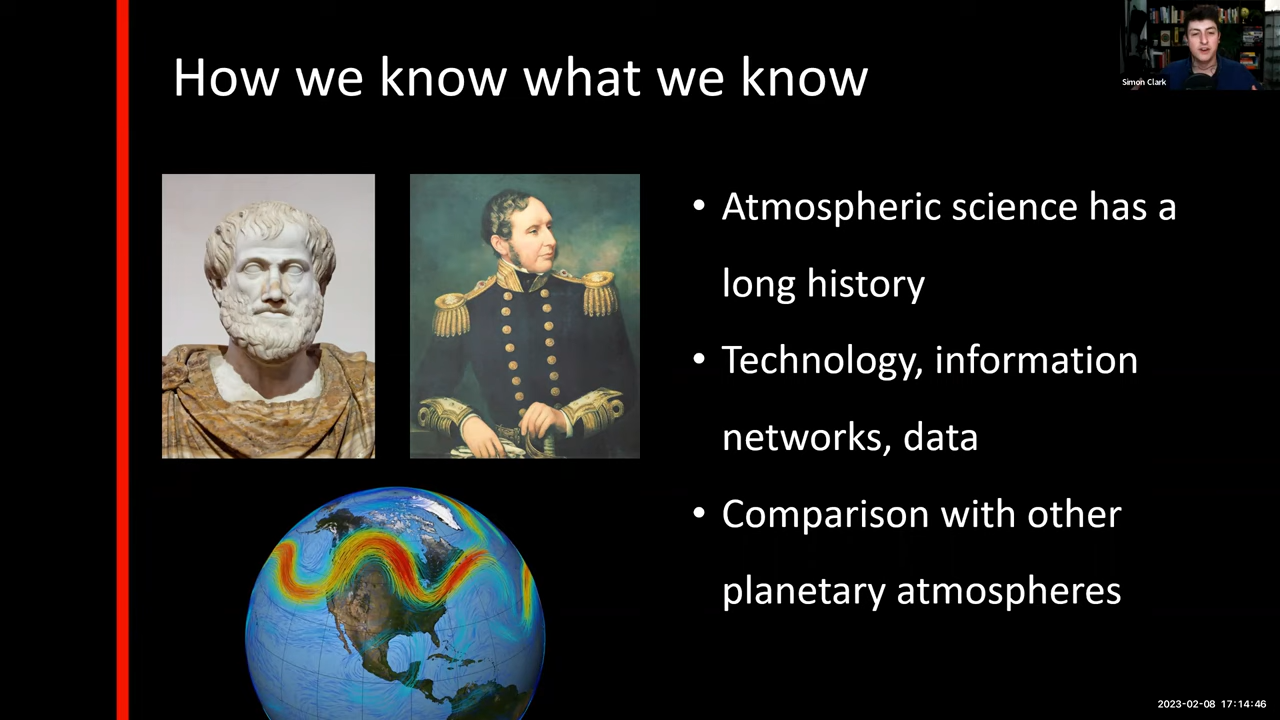 How we know what we know
Simon Clark
• Atmospheric science has a
long history
• Technology, information
networks, data
• Comparison with other
planetary atmospheres
2023-02-08 17:14:46